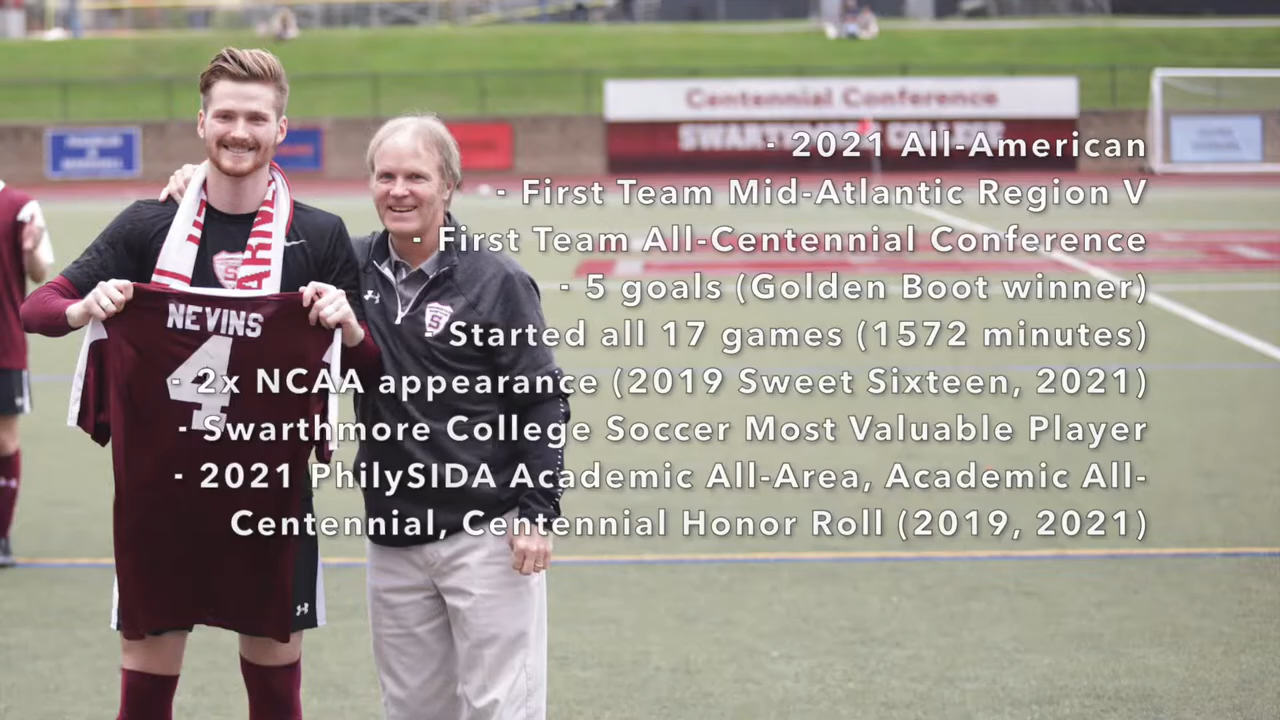 Centennial Conference
SWARTHMORE COLLEGE
- 2021 All-American
- First Team Mid-Atlantic Region V
- First Team All-Centennial Conference
- 5 goals (Golden Boot winner)
- Started all 17 games (1572 minutes)
- 2x NCAA appearance (2019 Sweet Sixteen, 2021)
- Swarthmore College Soccer Most Valuable Player
- 2021 PhilySIDA Academic All-Area, Academic All-
Centennial, Centennial Honor Roll (2019, 2021)
NEVINS
4
S
S